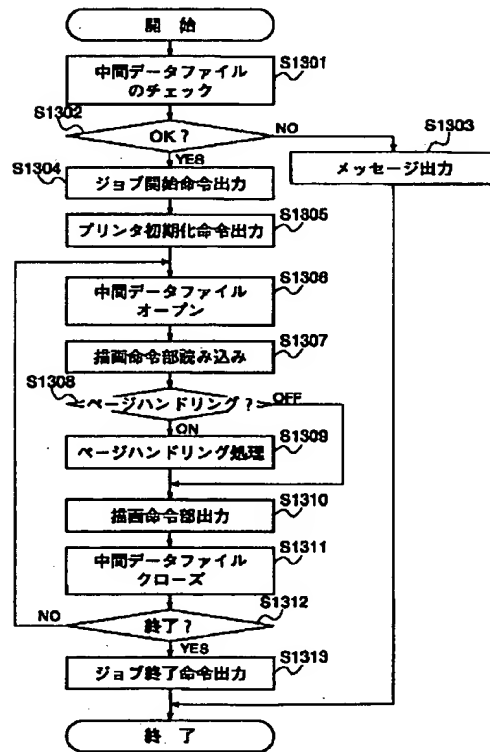 開 始
S1301
中間データファイル
のチェック
S1302
OK?
NO
S1303
メッセージ出力
YES
S1304
ジョブ開始命令出力
S1305
プリンタ初期化命令出力
S1306
中間データファイル
オープン
S1307
描画命令部読み込み
S1308
ページハンドリング?
OFF
ON
S1309
ページハンドリング処理
S1310
描画命令部出力
S1311
中間データファイル
クローズ
S1312
NO
終了?
YES
S1313
ジョブ終了命令出力
終 了